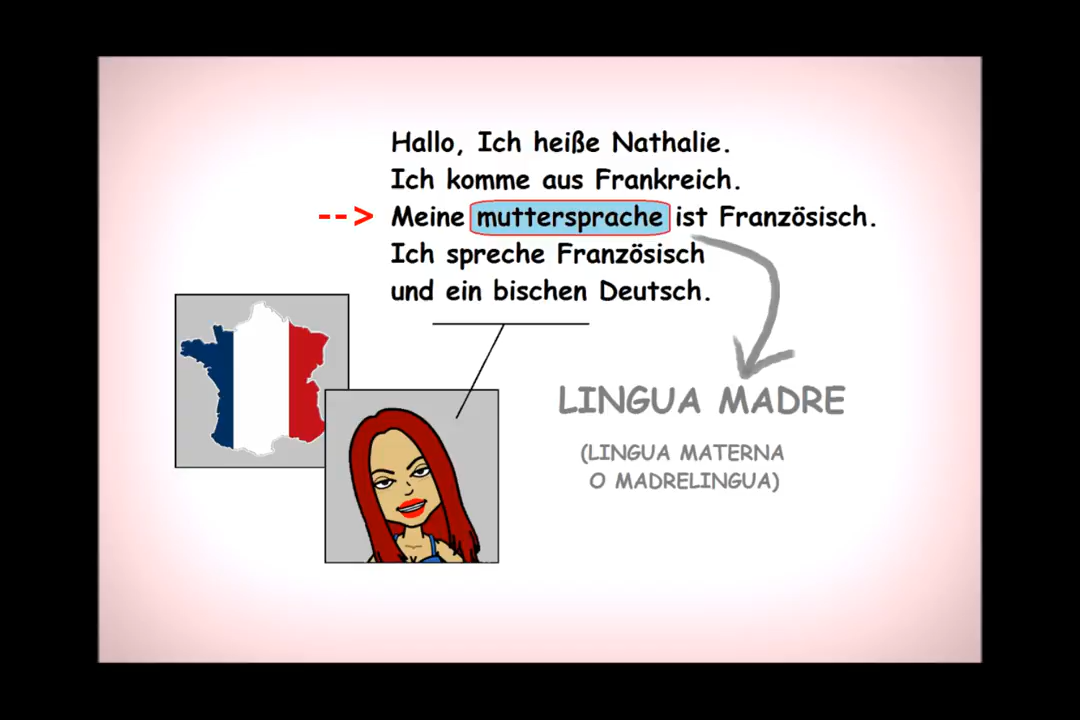 Hallo, Ich heiße Nathalie.
Ich komme aus Frankreich.
--> Meine muttersprache ist Französisch.
Ich spreche Französisch
und ein bischen Deutsch.
LINGUA MADRE
(LINGUA MATERNA
O MADRELINGUA)